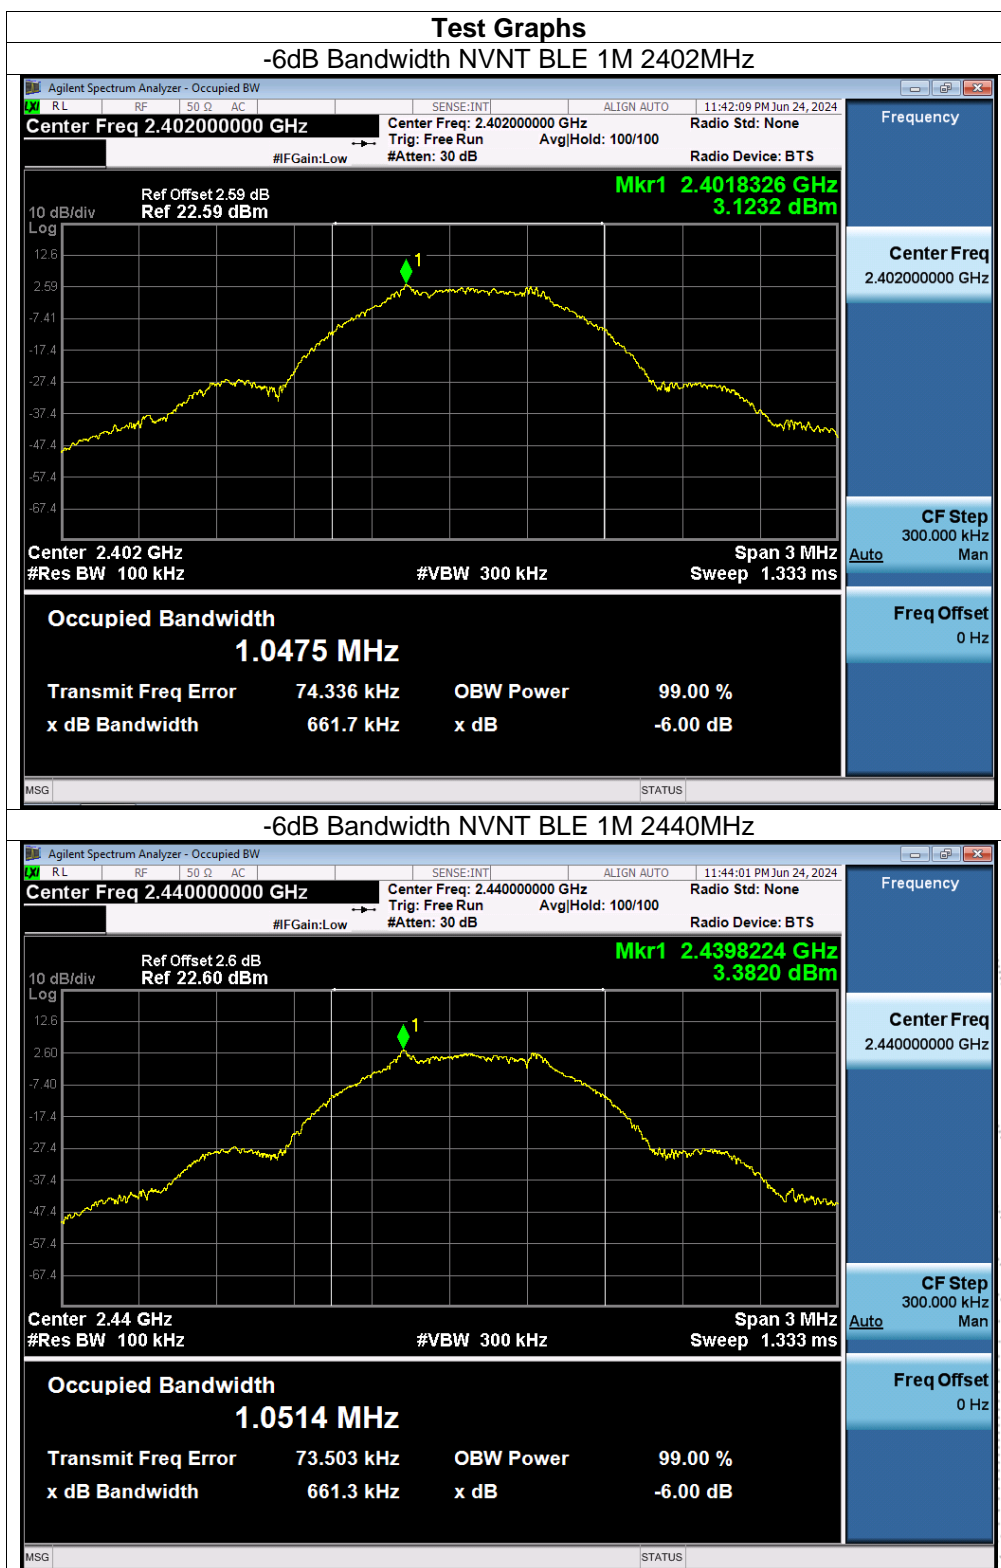 Test Graphs
-6dB Bandwidth NVNT BLE 1M 2402MHz
Agilent Spectrum Analyzer - Occupied BW
LXI RL RF 50 Ω AC SENSE:INT ALIGN AUTO 11:42:09 PM Jun 24, 2024
Center Freq 2.402000000 GHz Center Freq: 2.402000000 GHz Radio Std: None Frequency
Trig: Free Run Avg|Hold: 100/100
#IFGain:Low #Atten: 30 dB Radio Device: BTS
Mkr1 2.4018326 GHz
Ref Offset 2.59 dB 3.1232 dBm
10 dB/div Ref 22.59 dBm
Log
1
12.6
2.59
-7.41
-17.4
-27.4
-37.4
-47.4
-57.4
-67.4
Center Freq
2.402000000 GHz
CF Step
300.000 kHz
Auto Man
Center 2.402 GHz Span 3 MHz
#Res BW 100 kHz #VBW 300 kHz Sweep 1.333 ms
Freq Offset
0 Hz
Occupied Bandwidth
1.0475 MHz
Transmit Freq Error 74.336 kHz OBW Power 99.00 %
x dB Bandwidth 661.7 kHz x dB -6.00 dB
MSG STATUS
-6dB Bandwidth NVNT BLE 1M 2440MHz
Agilent Spectrum Analyzer - Occupied BW
LXI RL RF 50 Ω AC SENSE:INT ALIGN AUTO 11:44:01 PM Jun 24, 2024
Center Freq 2.440000000 GHz Center Freq: 2.440000000 GHz Radio Std: None Frequency
Trig: Free Run Avg|Hold: 100/100
#IFGain:Low #Atten: 30 dB Radio Device: BTS
Mkr1 2.4398224 GHz
Ref Offset 2.6 dB 3.3820 dBm
10 dB/div Ref 22.60 dBm
Log
1
12.6
2.60
-7.40
-17.4
-27.4
-37.4
-47.4
-57.4
-67.4
Center Freq
2.440000000 GHz
CF Step
300.000 kHz
Auto Man
Center 2.44 GHz Span 3 MHz
#Res BW 100 kHz #VBW 300 kHz Sweep 1.333 ms
Freq Offset
0 Hz
Occupied Bandwidth
1.0514 MHz
Transmit Freq Error 73.503 kHz OBW Power 99.00 %
x dB Bandwidth 661.3 kHz x dB -6.00 dB
MSG STATUS